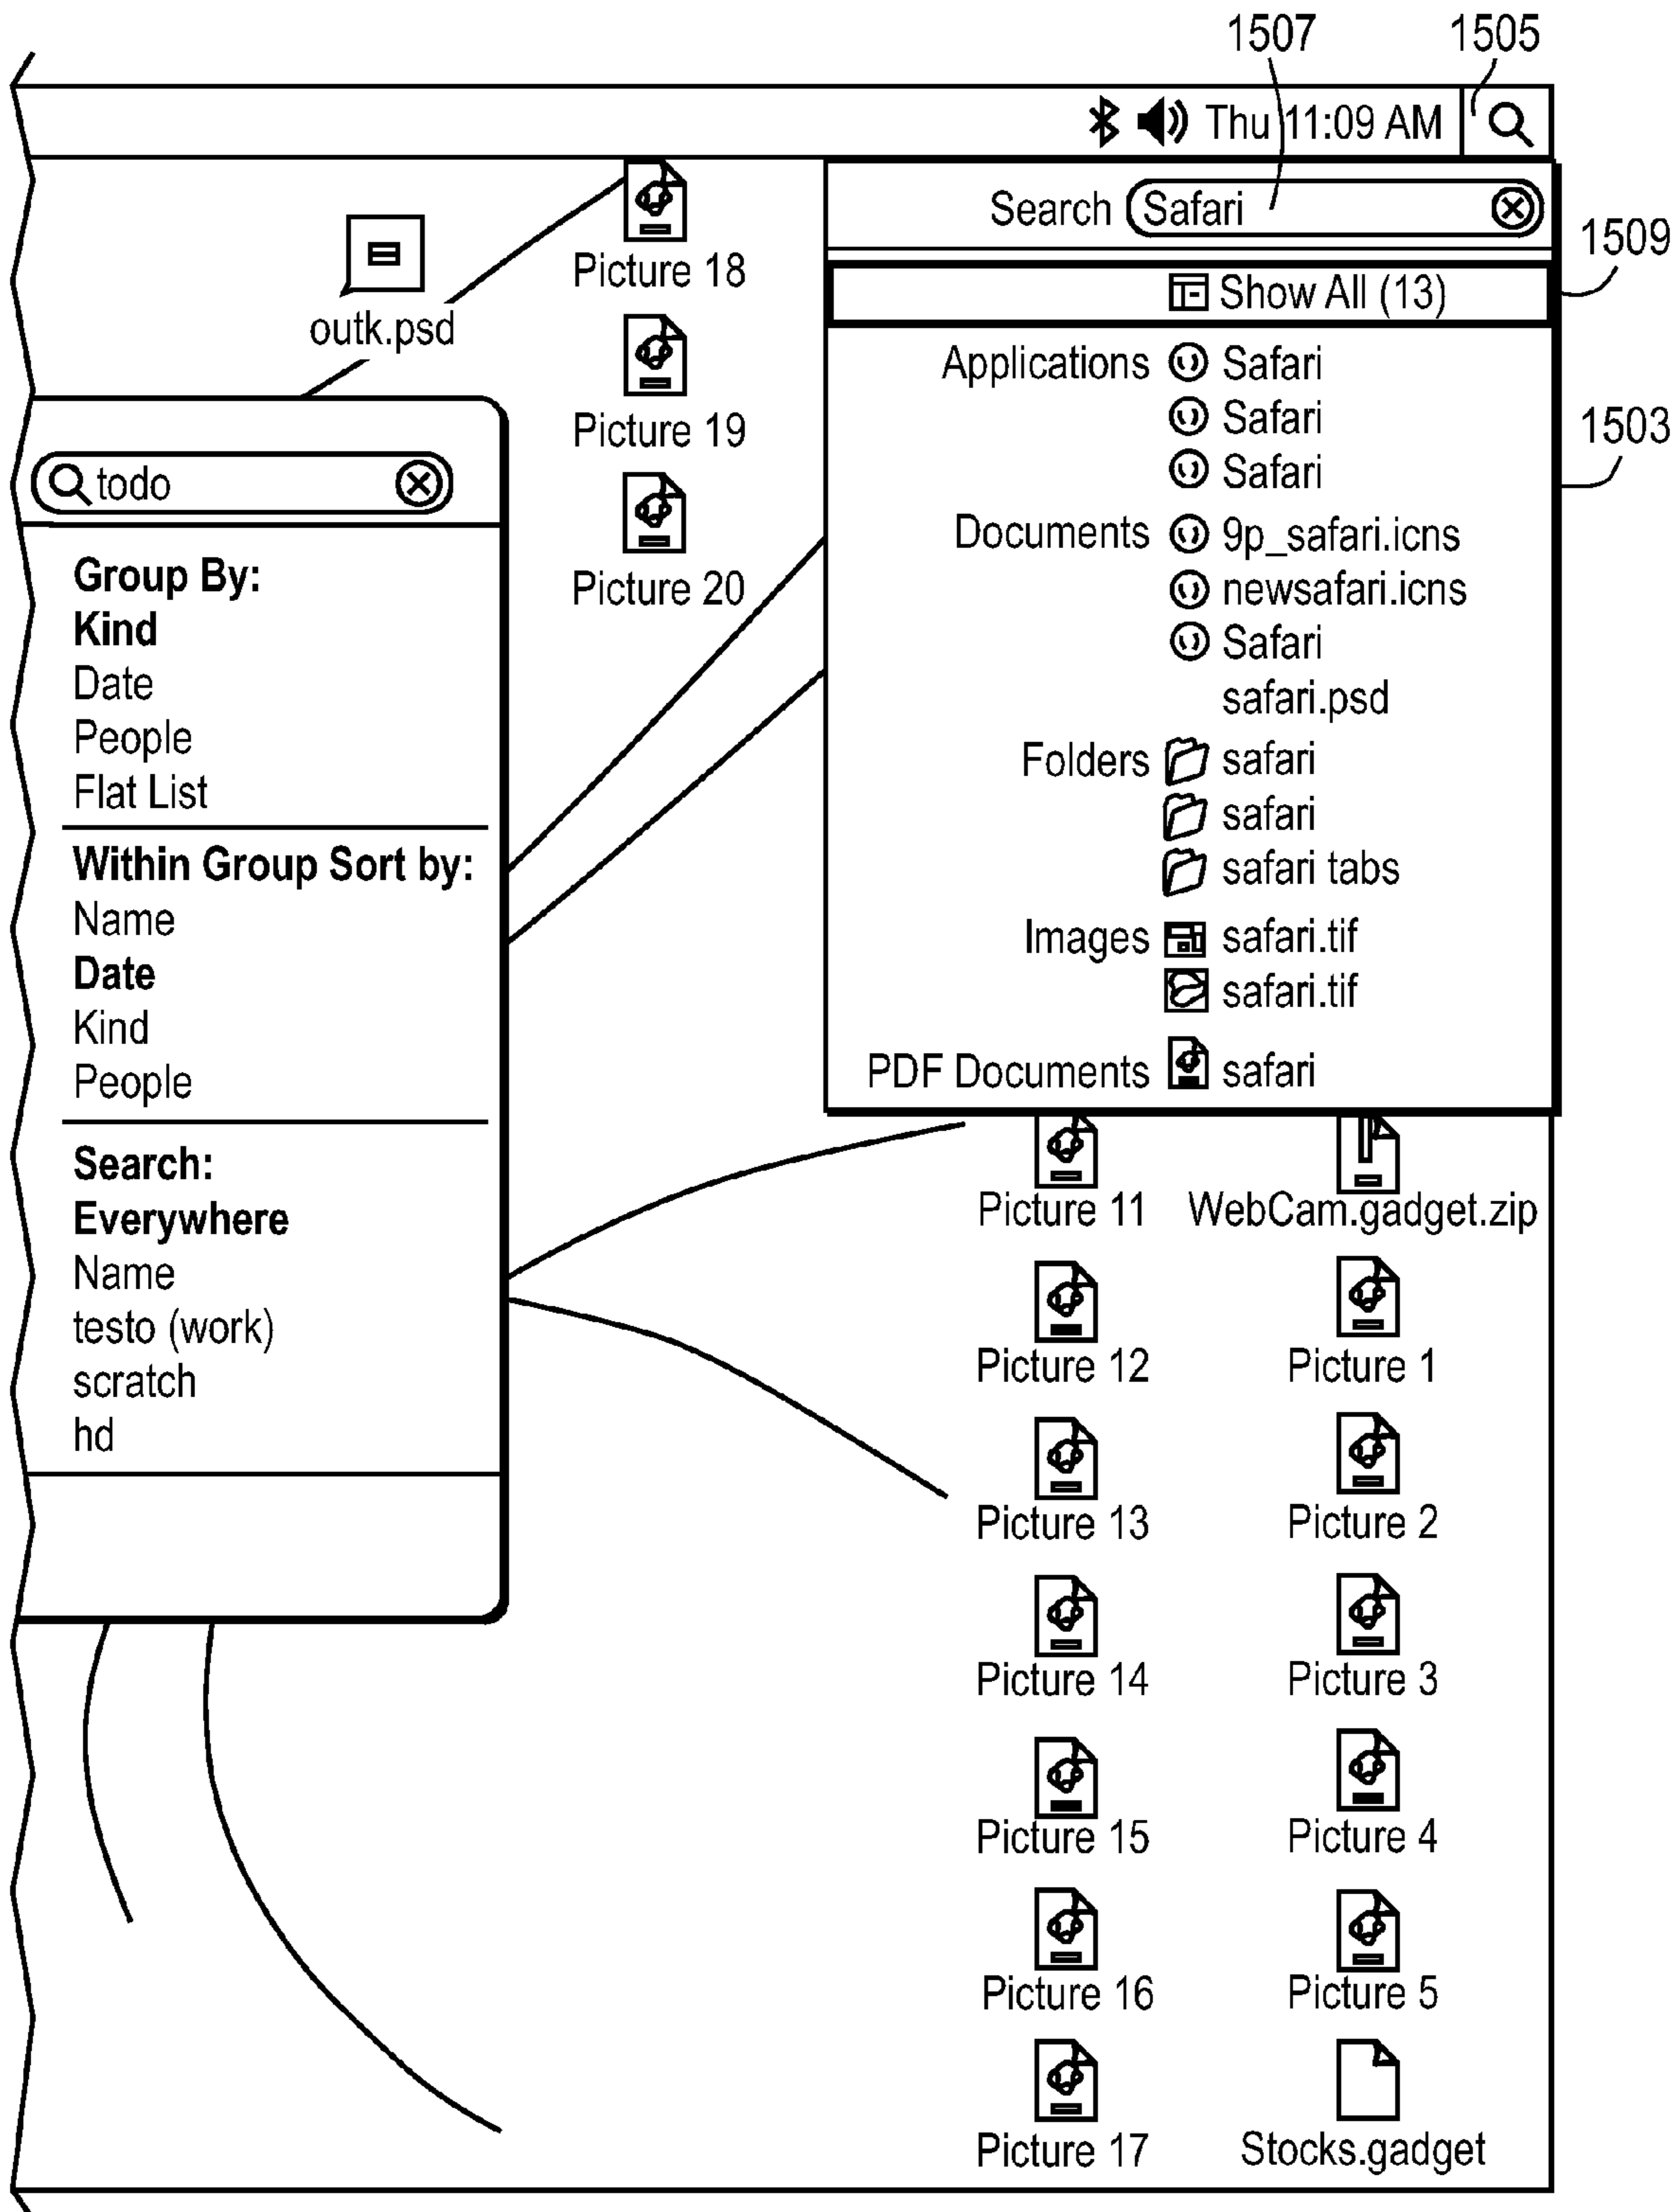 1507 1505
Thu 11:09 AM
Search Safari
1509
Show All (13)
Applications Safari
Safari
Safari
1503
Documents 9p_safari.icns
newsafari.icns
Safari
safari.psd
Folders safari
safari
safari tabs
Images safari.tif
safari.tif
PDF Documents safari
outk.psd
Picture 18
Picture 19
Picture 20
todo
Group By:
Kind
Date
People
Flat List
Within Group Sort by:
Name
Date
Kind
People
Search:
Everywhere
Name
testo (work)
scratch
hd
Picture 11 WebCam.gadget.zip
Picture 12 Picture 1
Picture 13 Picture 2
Picture 14 Picture 3
Picture 15 Picture 4
Picture 16 Picture 5
Picture 17 Stocks.gadget